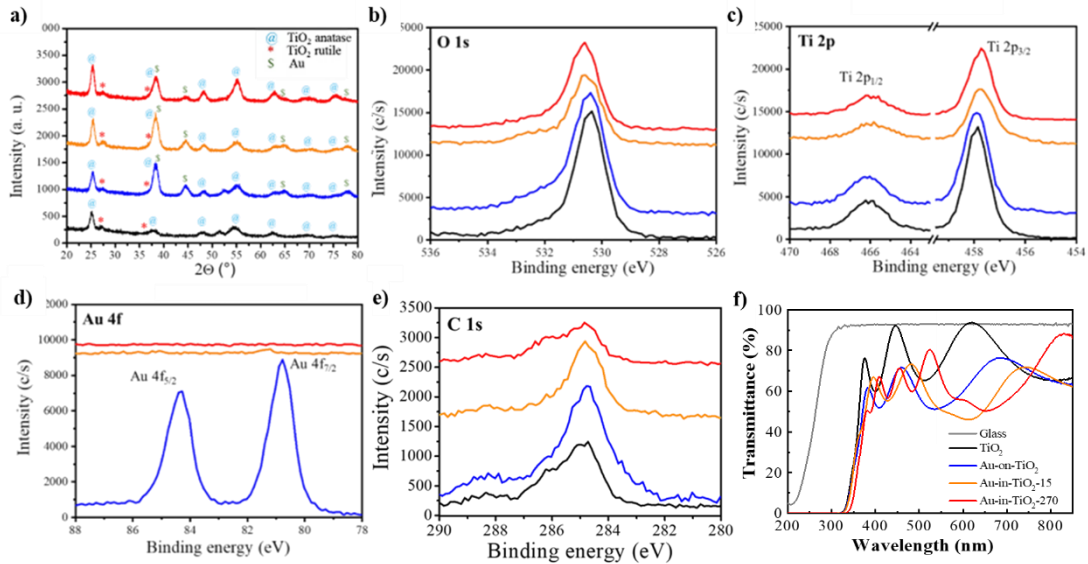 a)
000
3000
2500
2000
1500
1000
500
0
Intensity (a. u.)
@ TiO2 anatase
* TiO2 rutile
$ Au
20 25 30 35 40 45 50 55 60 65 70 75 80
2Θ (°)
b)
O 1s
25000
20000
15000
10000
5000
0
Intensity (c/s)
536 534 532 530 528 526
Binding energy (eV)
c)
Ti 2p
Ti 2p1/2
Ti 2p3/2
25000
20000
15000
10000
5000
0
Intensity (c/s)
470 468 466 464 460 458 456
Binding energy (eV)
d)
Au 4f
Au 4f5/2
Au 4f7/2
8000
6000
4000
2000
0
Intensity (c/s)
88 86 84 82 80 78
Binding energy (eV)
e)
C 1s
3500
3000
2500
2000
1500
1000
500
0
Intensity (c/s)
290 288 286 284 282 280
Binding energy (eV)
f)
100
80
60
40
20
0
Transmittance (%)
Glass
TiO2
Au-on-TiO2
Au-in-TiO2-15
Au-in-TiO2-270
200 300 400 500 600 700 800
Wavelength (nm)